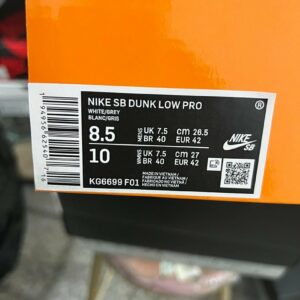 NIKE SB DUNK LOW PRO ®
WHITE/GREY
BLANC/GRIS
8.5 MENS UK 7.5 cm 26.5
BR 40 EUR 42
10 UK 7.5 cm 27
BR 40 EUR 42
NIKE SB
KG6699 F01
MADE IN VIETNAM /
FABRIQUÉ AU VIETNAM /
HECHO EN VIETNAM